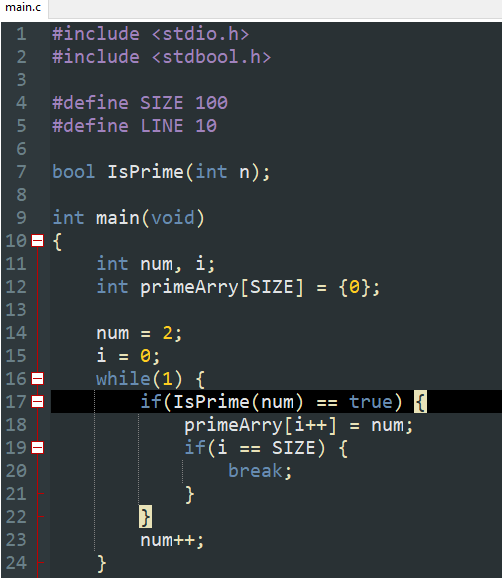 main.c
1 #include <stdio.h>
2 #include <stdbool.h>
3
4 #define SIZE 100
5 #define LINE 10
6
7 bool IsPrime(int n);
8
9 int main(void)
10 {
11     int num, i;
12     int primeArry[SIZE] = {0};
13
14     num = 2;
15     i = 0;
16     while(1) {
17         if(IsPrime(num) == true) {
18             primeArry[i++] = num;
19             if(i == SIZE) {
20                 break;
21             }
22         }
23         num++;
24     }